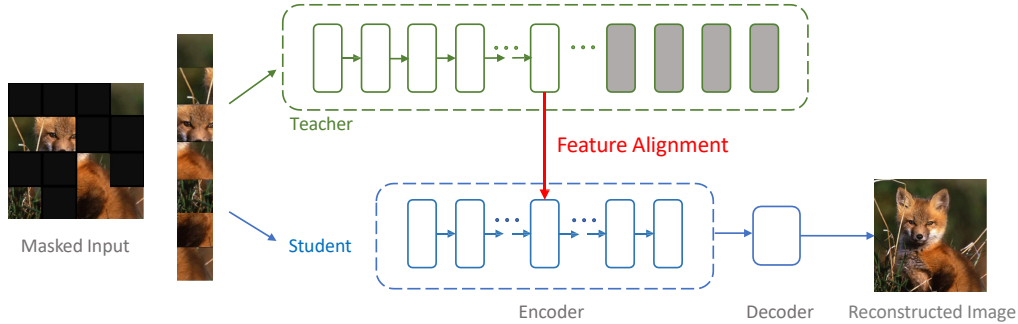 Teacher
Feature Alignment
Masked Input
Student
Encoder
Decoder
Reconstructed Image